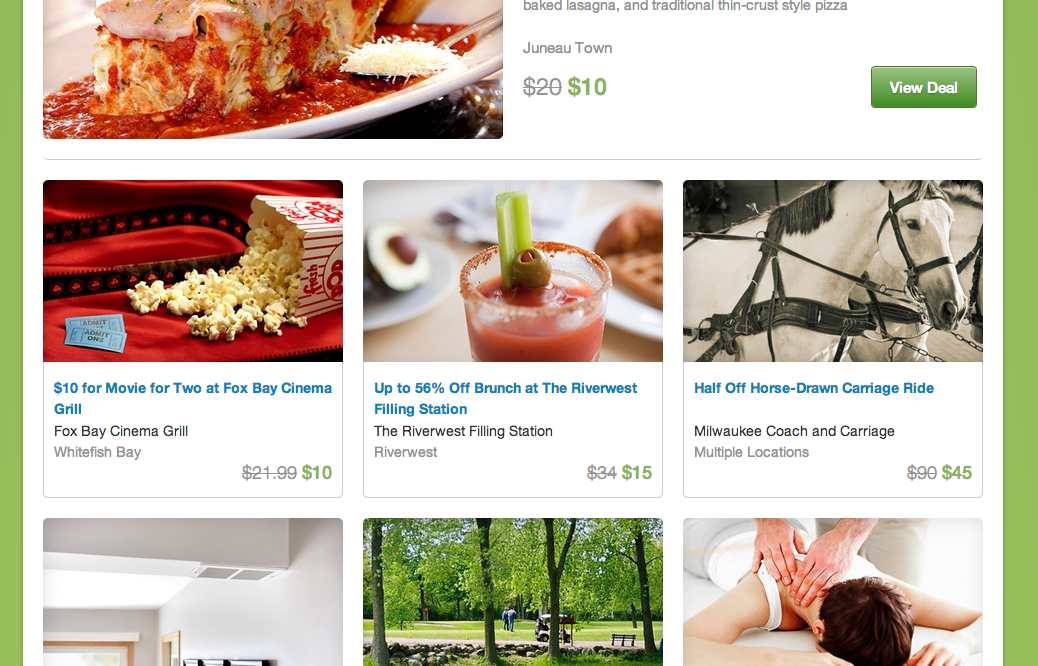 baked lasagna, and traditional thin-crust style pizza
Juneau Town
$20 $10
View Deal
fresh
POP
ADMIT
ADMIT
ONE
$10 for Movie for Two at Fox Bay Cinema
Grill
Fox Bay Cinema Grill
Whitefish Bay
$21.99 $10
Up to 56% Off Brunch at The Riverwest
Filling Station
The Riverwest Filling Station
Riverwest
$34 $15
Half Off Horse-Drawn Carriage Ride
Milwaukee Coach and Carriage
Multiple Locations
$90 $45